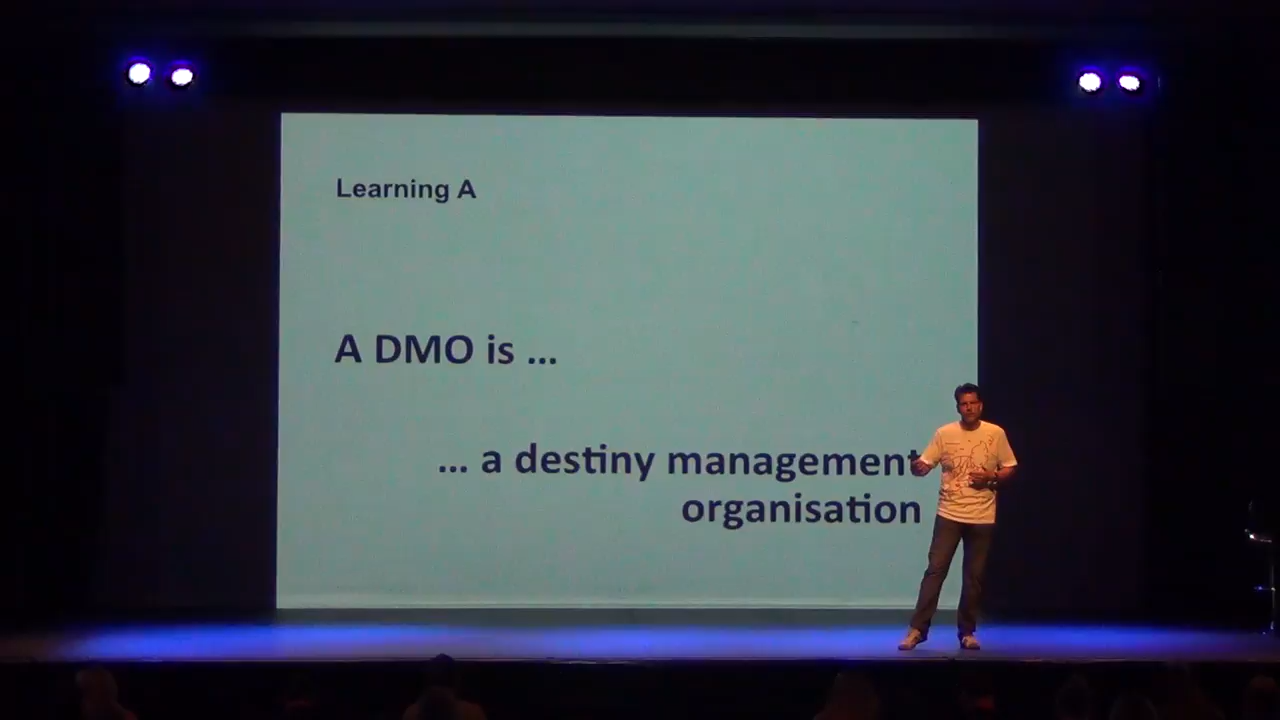 Learning A
A DMO is ...
... a destiny management
organisation